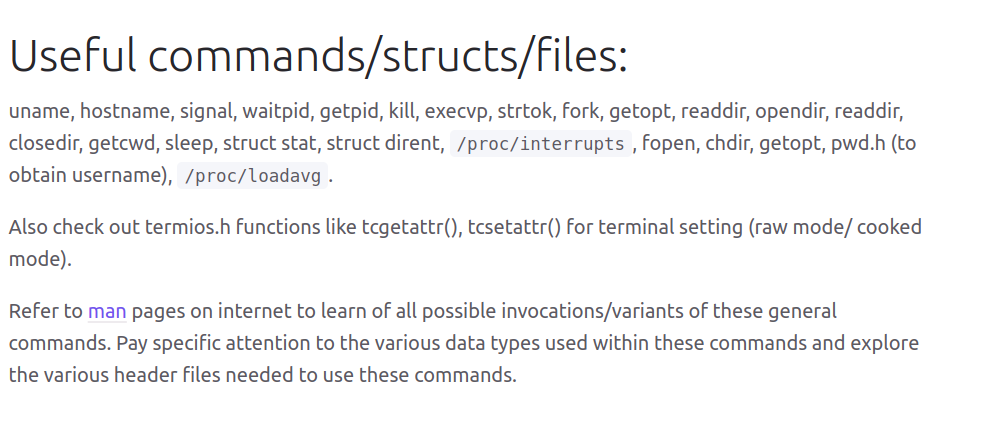 Useful commands/structs/files:
uname, hostname, signal, waitpid, getpid, kill, execvp, strtok, fork, getopt, readdir, opendir, readdir,
closedir, getcwd, sleep, struct stat, struct dirent, /proc/interrupts , fopen, chdir, getopt, pwd.h (to
obtain username), /proc/loadavg .
Also check out termios.h functions like tcgetattr(), tcsetattr() for terminal setting (raw mode/ cooked
mode).
Refer to man pages on internet to learn of all possible invocations/variants of these general
commands. Pay specific attention to the various data types used within these commands and explore
the various header files needed to use these commands.